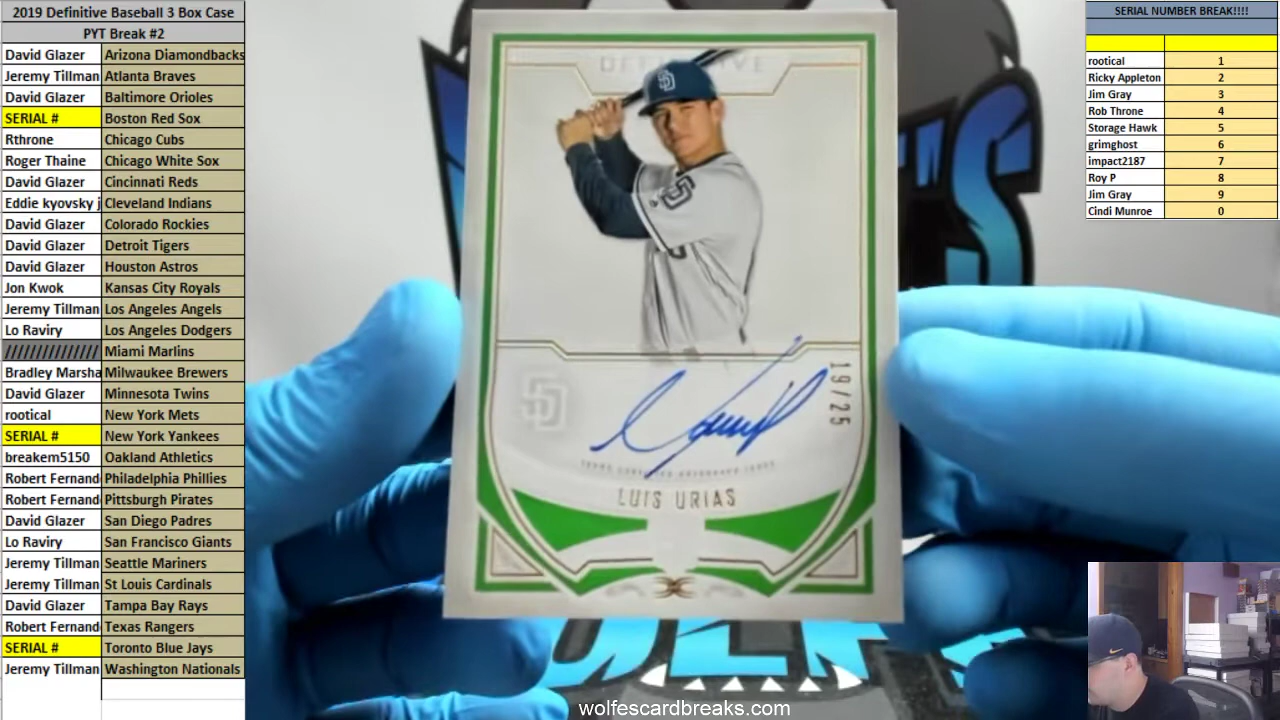 2019 Definitive Baseball 3 Box Case
PYT Break #2
David Glazer Arizona Diamondbacks
Jeremy Tillman Atlanta Braves
David Glazer Baltimore Orioles
SERIAL # Boston Red Sox
Rthrone Chicago Cubs
Roger Thaine Chicago White Sox
David Glazer Cincinnati Reds
Eddie kyovsky j Cleveland Indians
David Glazer Colorado Rockies
David Glazer Detroit Tigers
David Glazer Houston Astros
Jon Kwok Kansas City Royals
Jeremy Tillman Los Angeles Angels
Lo Raviry Los Angeles Dodgers
/////////////// Miami Marlins
Bradley Marsha Milwaukee Brewers
David Glazer Minnesota Twins
rootical New York Mets
SERIAL # New York Yankees
breakem5150 Oakland Athletics
Robert Fernand Philadelphia Phillies
Robert Fernand Pittsburgh Pirates
David Glazer San Diego Padres
Lo Raviry San Francisco Giants
Jeremy Tillman Seattle Mariners
Jeremy Tillman St Louis Cardinals
David Glazer Tampa Bay Rays
Robert Fernand Texas Rangers
SERIAL # Toronto Blue Jays
Jeremy Tillman Washington Nationals
DEFINITIVE
SD
SD
SD
19/25
TOPPS CERTIFIED AUTOGRAPH ISSUE
LUIS URIAS
wolfescardbreaks.com
SERIAL NUMBER BREAK!!!!
rootical 1
Ricky Appleton 2
Jim Gray 3
Rob Throne 4
Storage Hawk 5
grimghost 6
impact2187 7
Roy P 8
Jim Gray 9
Cindi Munroe 0